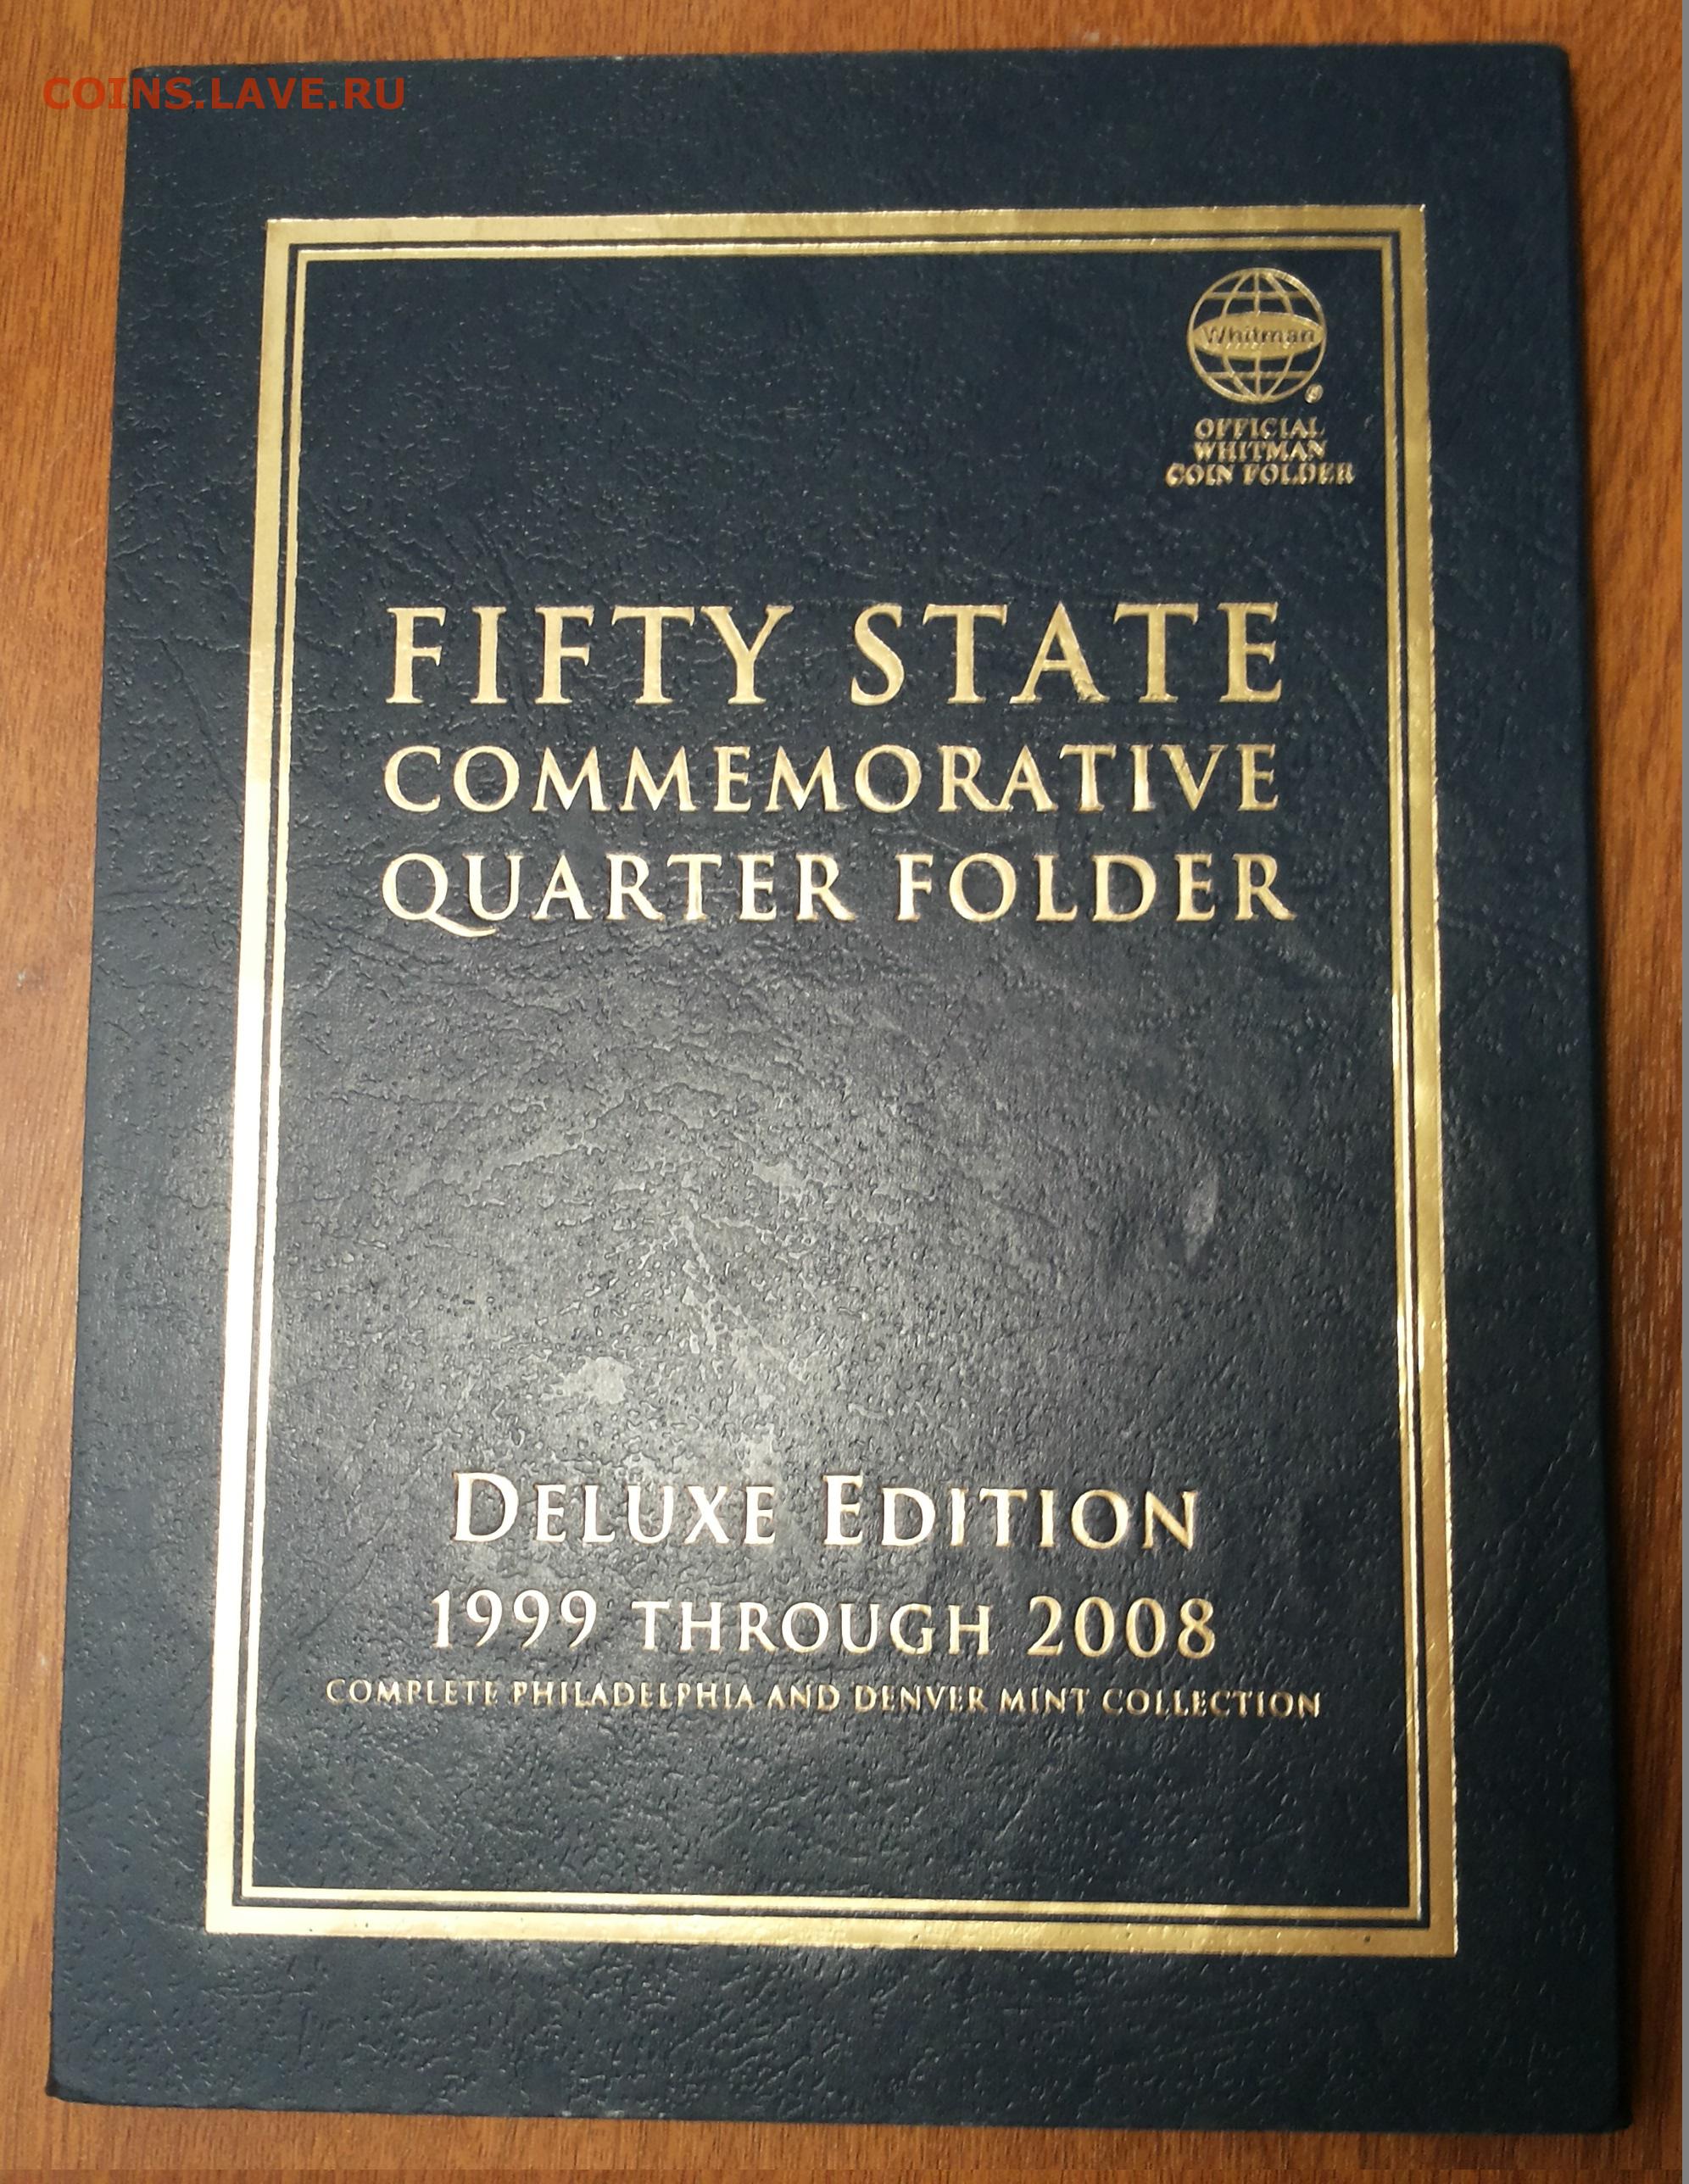 COINS.LAVE.RU
Whitman
OFFICIAL
WHITMAN
COIN FOLDER
FIFTY STATE
COMMEMORATIVE
QUARTER FOLDER
DELUXE EDITION
1999 THROUGH 2008
COMPLETE PHILADELPHIA AND DENVER MINT COLLECTION